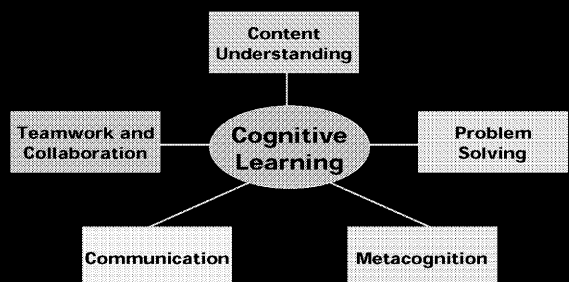 Content
Understanding
Teamwork and
Collaboration
Cognitive
Learning
Problem
Solving
Communication
Metacognition